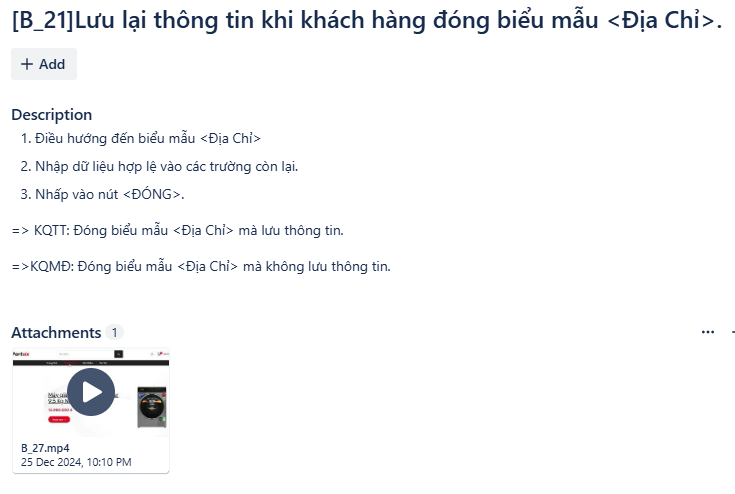 [B_21]Lưu lại thông tin khi khách hàng đóng biểu mẫu <Địa Chỉ>.
+ Add
Description
1. Điều hướng đến biểu mẫu <Địa Chỉ>
2. Nhập dữ liệu hợp lệ vào các trường còn lại.
3. Nhấp vào nút <ĐÓNG>.
=> KQTT: Đóng biểu mẫu <Địa Chỉ> mà lưu thông tin.
=>KQMĐ: Đóng biểu mẫu <Địa Chỉ> mà không lưu thông tin.
Attachments 1
B_27.mp4
25 Dec 2024, 10:10 PM